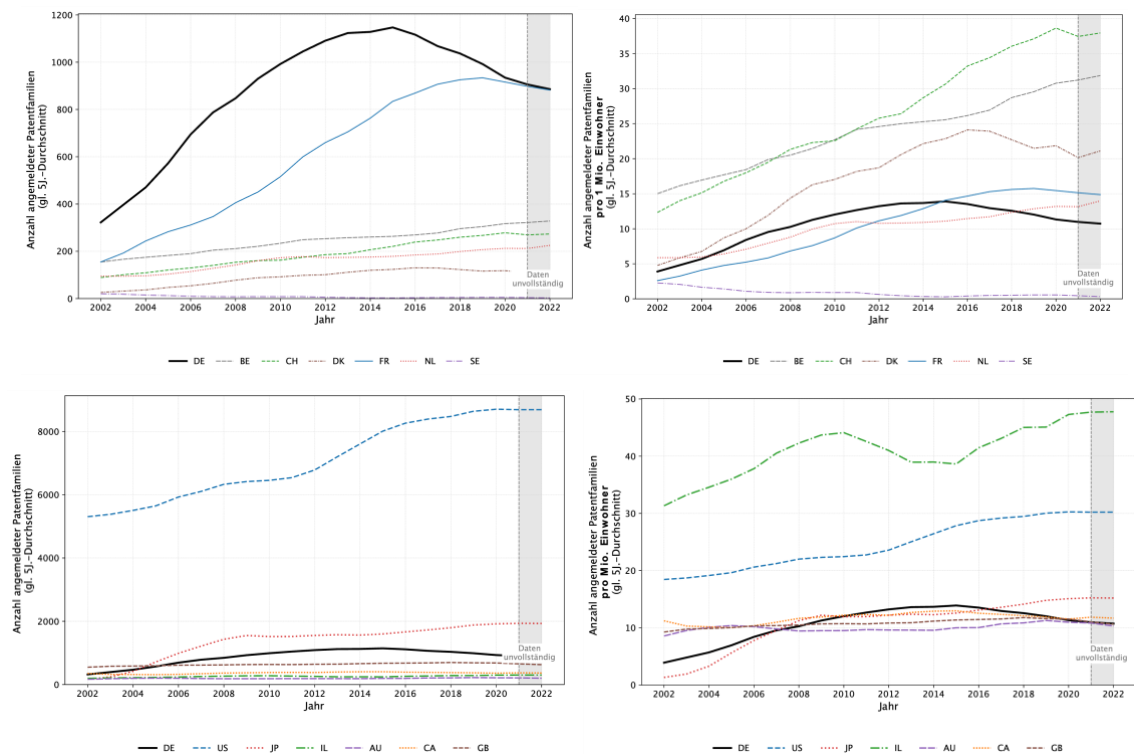 Anzahl angemeldeter Patentfamilien
(gl. 5J.-Durchschnitt)
1200
1000
800
600
400
200
0
2002 2004 2006 2008 2010 2012 2014 2016 2018 2020 2022
Jahr
Daten
unvollständig
DE BE CH DK FR NL SE
Anzahl angemeldeter Patentfamilien
pro 1 Mio. Einwohner
(gl. 5J.-Durchschnitt)
40
35
30
25
20
15
10
5
0
2002 2004 2006 2008 2010 2012 2014 2016 2018 2020 2022
Jahr
Daten
unvollständig
DE BE CH DK FR NL SE
Anzahl angemeldeter Patentfamilien
(gl. 5J.-Durchschnitt)
8000
6000
4000
2000
0
2002 2004 2006 2008 2010 2012 2014 2016 2018 2020 2022
Jahr
Daten
unvollständig
DE US JP IL AU CA GB
Anzahl angemeldeter Patentfamilien
pro Mio. Einwohner
(gl. 5J.-Durchschnitt)
50
40
30
20
10
0
2002 2004 2006 2008 2010 2012 2014 2016 2018 2020 2022
Jahr
Daten
unvollständig
DE US JP IL AU CA GB